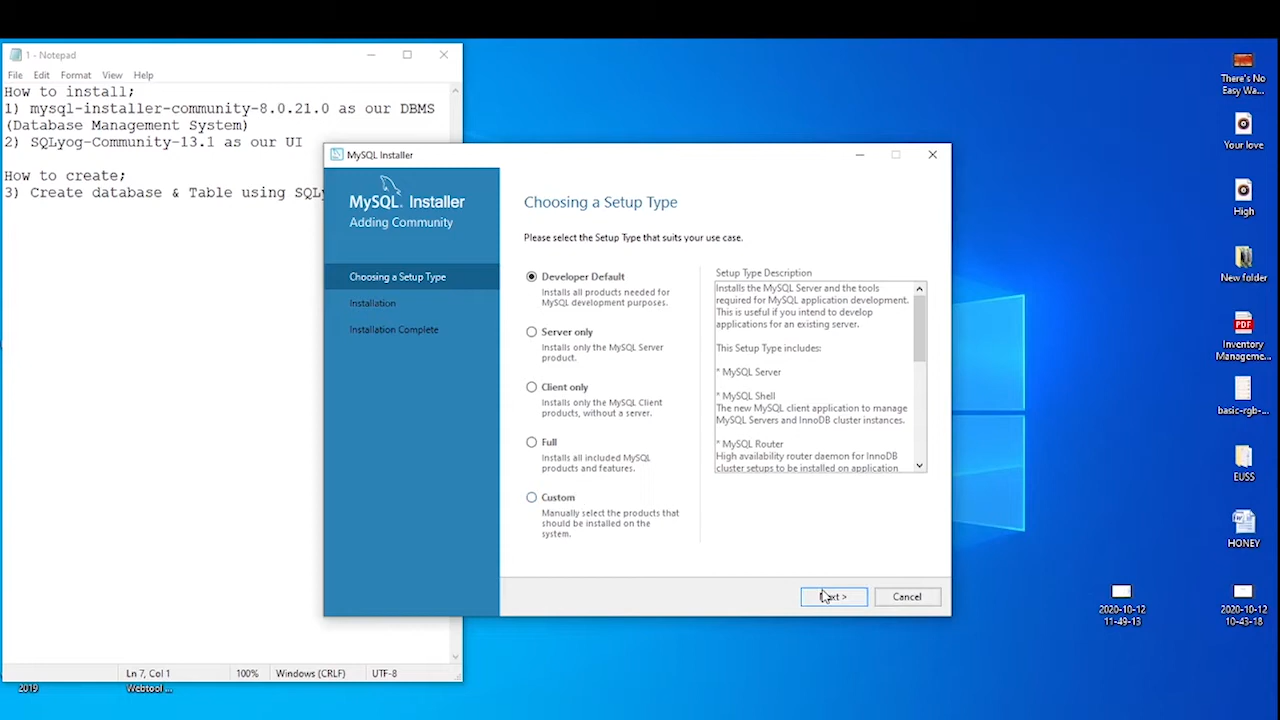 1 - Notepad
File Edit Format View Help
How to install;
1) mysql-installer-community-8.0.21.0 as our DBMS
(Database Management System)
2) SQLyog-Community-13.1 as our UI
How to create;
3) Create database & Table using SQLy
Ln 7, Col 1 100% Windows (CRLF) UTF-8
2019
Webtool ...
MySQL Installer
MySQL. Installer
Adding Community
Choosing a Setup Type
Installation
Installation Complete
Choosing a Setup Type
Please select the Setup Type that suits your use case.
Developer Default
Installs all products needed for
MySQL development purposes.
Server only
Installs only the MySQL Server
product.
Client only
Installs only the MySQL Client
products, without a server.
Full
Installs all included MySQL
products and features.
Custom
Manually select the products that
should be installed on the
system.
Setup Type Description
Installs the MySQL Server and the tools
required for MySQL application development.
This is useful if you intend to develop
applications for an existing server.
This Setup Type includes:
* MySQL Server
* MySQL Shell
The new MySQL client application to manage
MySQL Servers and InnoDB cluster instances.
* MySQL Router
High availability router daemon for InnoDB
cluster setups to be installed on application
Next >
Cancel
There's No
Easy Wa...
Your love
High
New folder
PDF
Inventory
Manageme...
basic-rgb-...
EUSS
HONEY
2020-10-12
11-49-13
2020-10-12
10-43-18